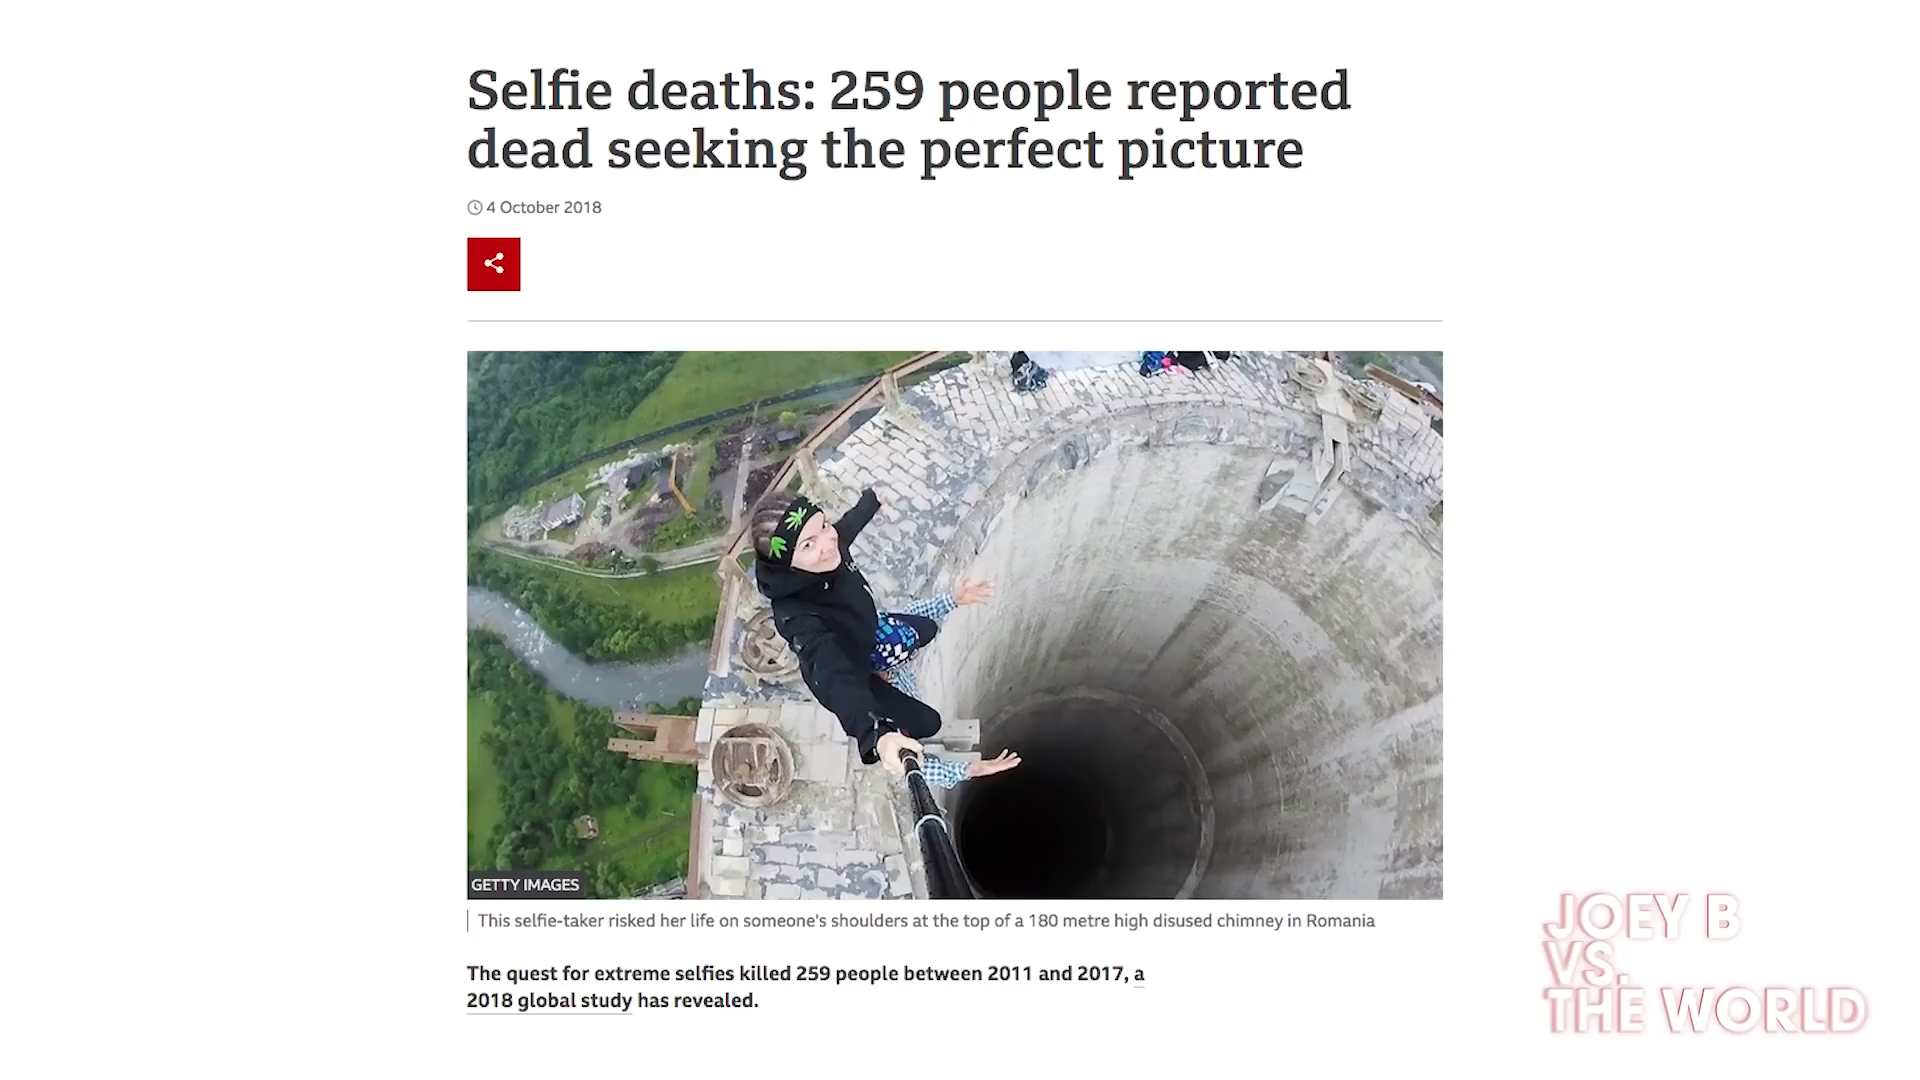 Selfie deaths: 259 people reported
dead seeking the perfect picture
4 October 2018
GETTY IMAGES
This selfie-taker risked her life on someone's shoulders at the top of a 180 metre high disused chimney in Romania
The quest for extreme selfies killed 259 people between 2011 and 2017, a
2018 global study has revealed.
JOEY B
VS.
THE WORLD